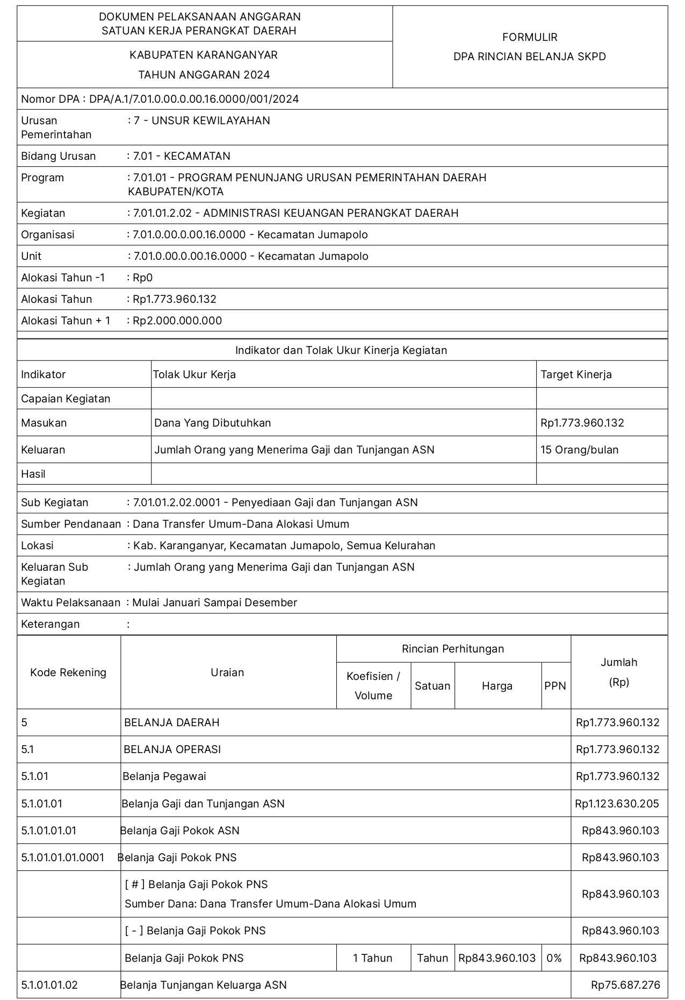 DOKUMEN PELAKSANAAN ANGGARAN
SATUAN KERJA PERANGKAT DAERAH
KABUPATEN KARANGANYAR
TAHUN ANGGARAN 2024
FORMULIR
DPA RINCIAN BELANJA SKPD
Nomor DPA : DPA/A.1/7.01.0.00.0.00.16.0000/001/2024
Urusan Pemerintahan : 7 - UNSUR KEWILAYAHAN
Bidang Urusan : 7.01 - KECAMATAN
Program : 7.01.01 - PROGRAM PENUNJANG URUSAN PEMERINTAHAN DAERAH
KABUPATEN/KOTA
Kegiatan : 7.01.01.2.02 - ADMINISTRASI KEUANGAN PERANGKAT DAERAH
Organisasi : 7.01.0.00.0.00.16.0000 - Kecamatan Jumapolo
Unit : 7.01.0.00.0.00.16.0000 - Kecamatan Jumapolo
Alokasi Tahun -1 : Rp0
Alokasi Tahun : Rp1.773.960.132
Alokasi Tahun + 1 : Rp2.000.000.000
Indikator dan Tolak Ukur Kinerja Kegiatan
Indikator Tolak Ukur Kerja Target Kinerja
Capaian Kegiatan
Masukan Dana Yang Dibutuhkan Rp1.773.960.132
Keluaran Jumlah Orang yang Menerima Gaji dan Tunjangan ASN 15 Orang/bulan
Hasil
Sub Kegiatan : 7.01.01.2.02.0001 - Penyediaan Gaji dan Tunjangan ASN
Sumber Pendanaan : Dana Transfer Umum-Dana Alokasi Umum
Lokasi : Kab. Karanganyar, Kecamatan Jumapolo, Semua Kelurahan
Keluaran Sub Kegiatan : Jumlah Orang yang Menerima Gaji dan Tunjangan ASN
Waktu Pelaksanaan : Mulai Januari Sampai Desember
Keterangan :
Kode Rekening
Uraian
Rincian Perhitungan
Koefisien /
Volume
Satuan
Harga
PPN
Jumlah
(Rp)
5 BELANJA DAERAH Rp1.773.960.132
5.1 BELANJA OPERASI Rp1.773.960.132
5.1.01 Belanja Pegawai Rp1.773.960.132
5.1.01.01 Belanja Gaji dan Tunjangan ASN Rp1.123.630.205
5.1.01.01.01 Belanja Gaji Pokok ASN Rp843.960.103
5.1.01.01.01.0001 Belanja Gaji Pokok PNS Rp843.960.103
[ # ] Belanja Gaji Pokok PNS
Sumber Dana: Dana Transfer Umum-Dana Alokasi Umum
Rp843.960.103
[ - ] Belanja Gaji Pokok PNS Rp843.960.103
Belanja Gaji Pokok PNS 1 Tahun Tahun Rp843.960.103 0% Rp843.960.103
5.1.01.01.02 Belanja Tunjangan Keluarga ASN Rp75.687.276